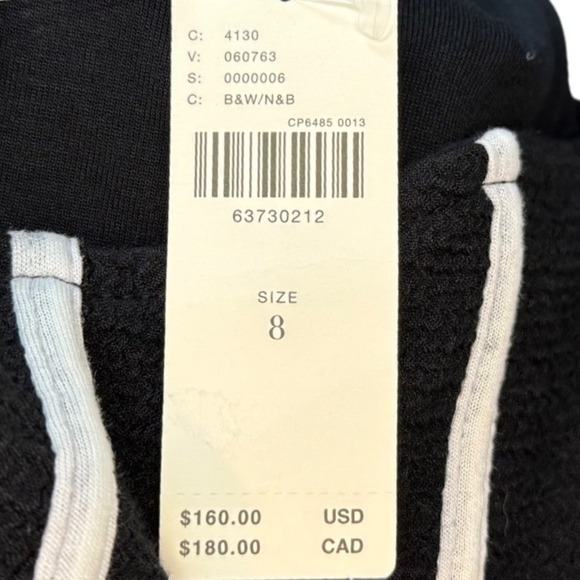 C: 4130
V: 060763
S: 0000006
C: B&W/N&B
CP6485 0013
63730212
SIZE
8
$160.00 USD
$180.00 CAD